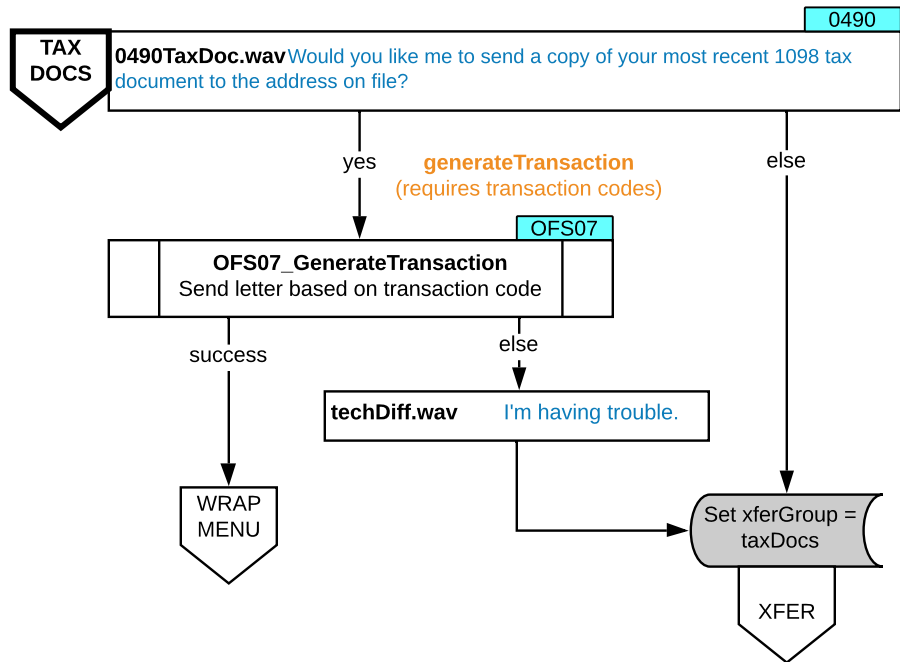 0490
TAX
DOCS
0490TaxDoc.wav Would you like me to send a copy of your most recent 1098 tax
document to the address on file?
yes
generateTransaction
(requires transaction codes)
else
OFS07
OFS07_GenerateTransaction
Send letter based on transaction code
success
else
techDiff.wav I'm having trouble.
WRAP
MENU
Set xferGroup =
taxDocs
XFER